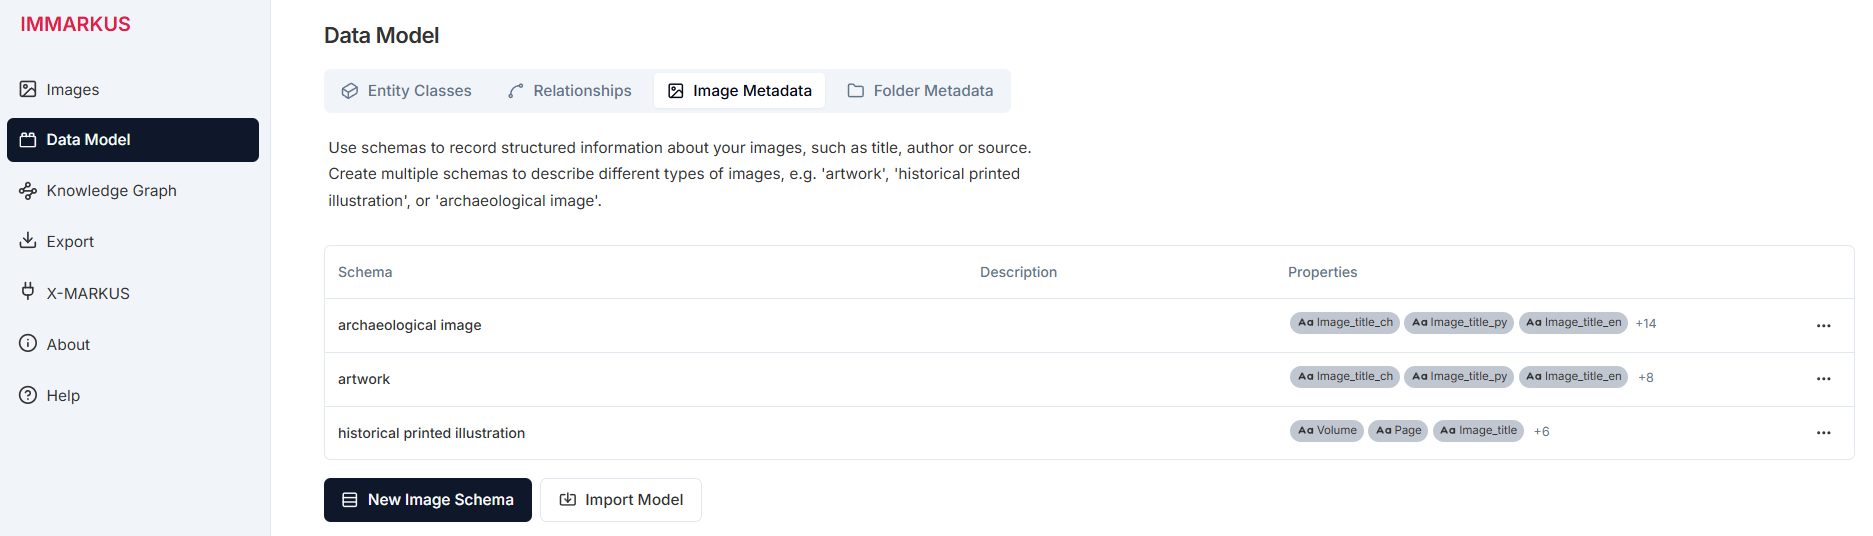 IMMARKUS
Images
Data Model
Knowledge Graph
Export
X-MARKUS
About
Help
Data Model
Entity Classes
Relationships
Image Metadata
Folder Metadata
Use schemas to record structured information about your images, such as title, author or source.
Create multiple schemas to describe different types of images, e.g. 'artwork', 'historical printed
illustration', or 'archaeological image'.
Schema Description Properties
archaeological image Aa Image_title_ch Aa Image_title_py Aa Image_title_en +14
artwork Aa Image_title_ch Aa Image_title_py Aa Image_title_en +8
historical printed illustration Aa Volume Aa Page Aa Image_title +6
New Image Schema
Import Model